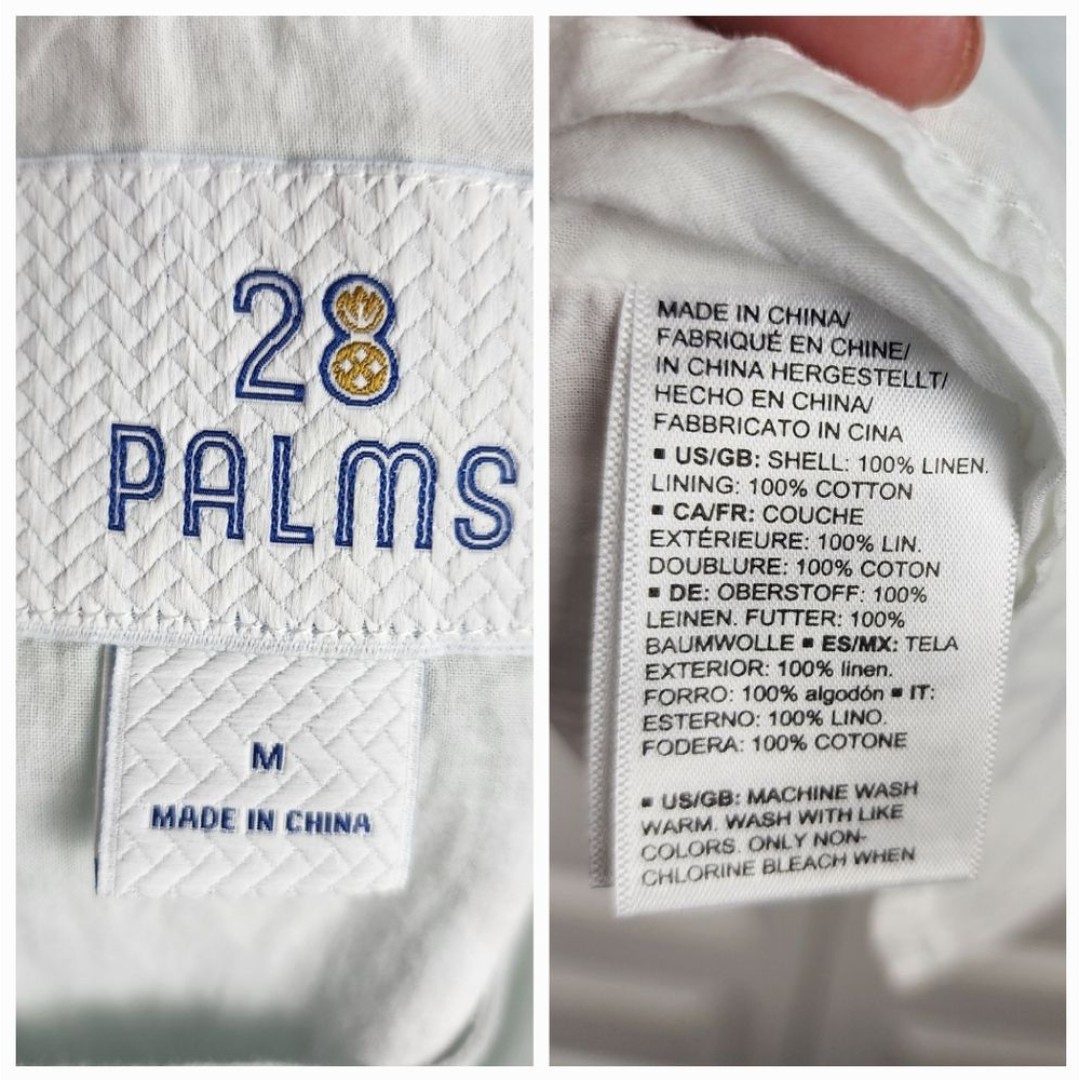 28
PALMS
M
MADE IN CHINA
MADE IN CHINA/
FABRIQUÉ EN CHINE/
IN CHINA HERGESTELLT/
HECHO EN CHINA/
FABBRICATO IN CINA
▪ US/GB: SHELL: 100% LINEN.
LINING: 100% COTTON
▪ CA/FR: COUCHE
EXTÉRIEURE: 100% LIN.
DOUBLURE: 100% COTON
▪ DE: OBERSTOFF: 100%
LEINEN. FUTTER: 100%
BAUMWOLLE ▪ ES/MX: TELA
EXTERIOR: 100% linen.
FORRO: 100% algodón ▪ IT:
ESTERNO: 100% LINO.
FODERA: 100% COTONE
▪ US/GB: MACHINE WASH
WARM. WASH WITH LIKE
COLORS. ONLY NON-
CHLORINE BLEACH WHEN